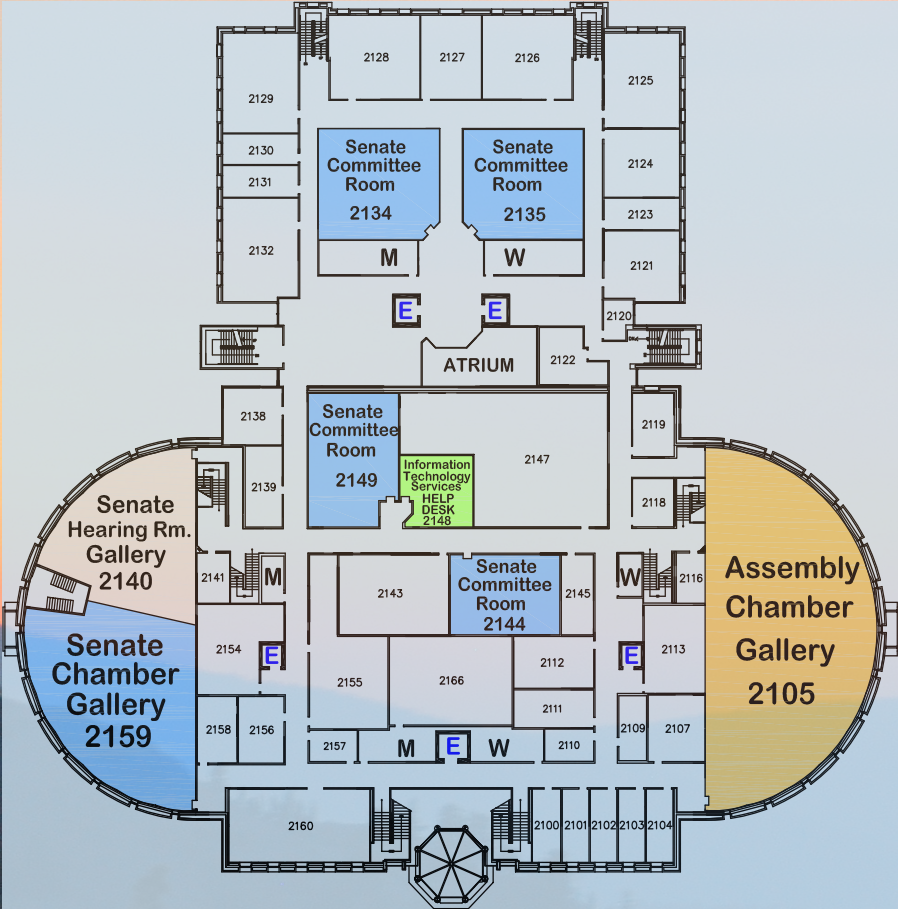 2128
2127
2126
2129
2125
2130
2131
2124
2123
2132
2121
Senate
Committee
Room
2134
Senate
Committee
Room
2135
M
W
E
E
2120
ATRIUM
2122
2138
2119
Senate
Committee
Room
2149
2147
Information
Technology
Services
HELP
DESK
2148
2139
2118
Senate
Hearing Rm.
Gallery
2140
2141
M
2143
Senate
Committee
Room
2144
2145
W
2116
Assembly
Chamber
Gallery
2105
Senate
Chamber
Gallery
2159
2154
E
2155
2166
2112
2111
E
2113
2158
2156
2157
M
E
W
2110
2109
2107
2160
2100
2101
2102
2103
2104